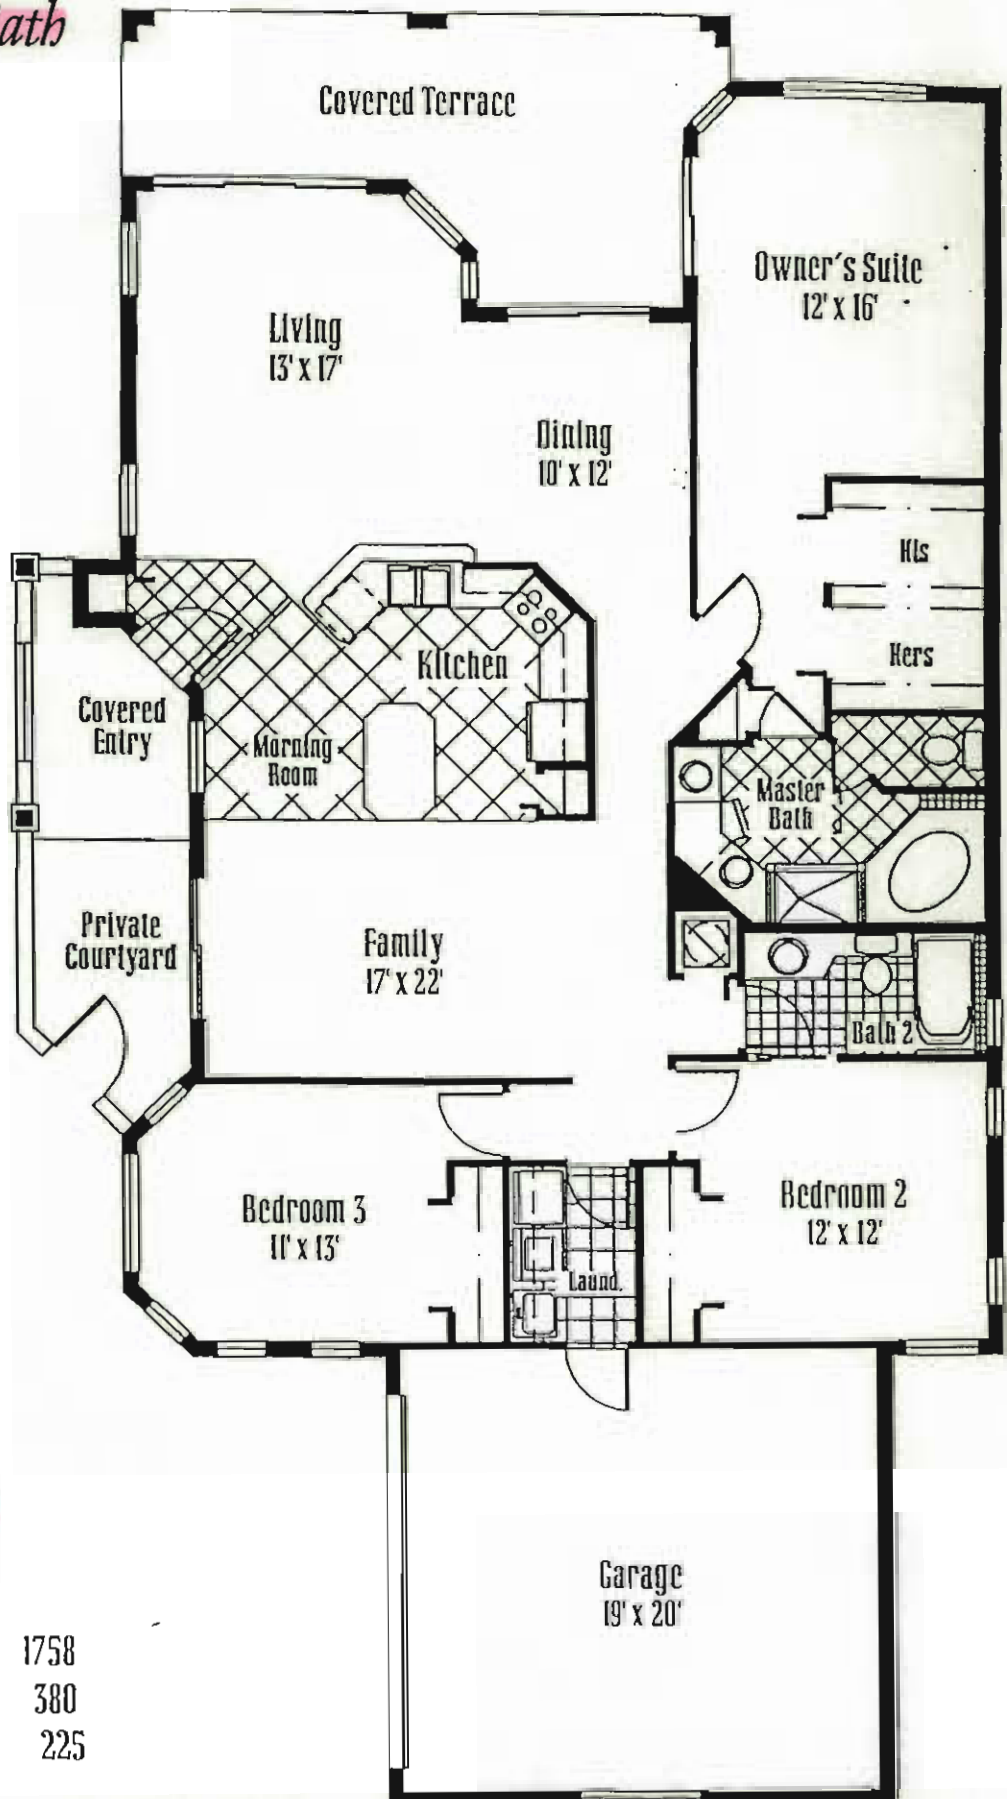 ath
Covered Terrace
Owner's Suite
12' x 16'
Living
13' x 17'
Dining
10' x 12'
His
Hers
Kitchen
Covered
Entry
Morning
Room
Master
Bath
Private
Courtyard
Family
17' x 22'
Bath 2
Bedroom 3
11' x 13'
Bedroom 2
12' x 12'
Laund.
Garage
19' x 20'
1758
380
225